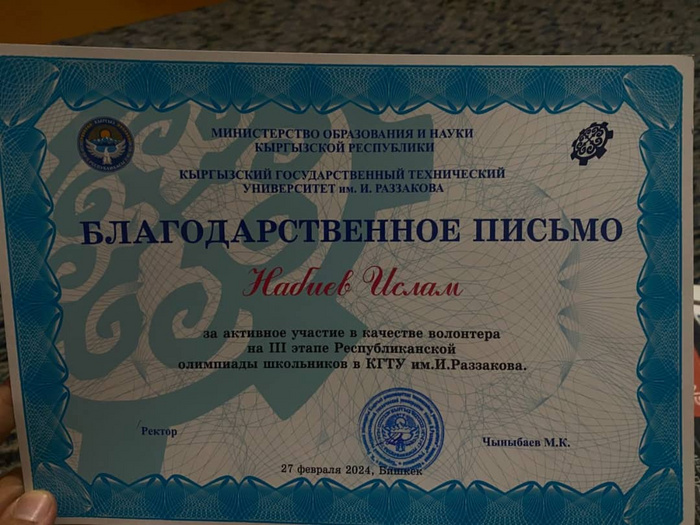 МИНИСТЕРСТВО ОБРАЗОВАНИЯ И НАУКИ
КЫРГЫЗСКОЙ РЕСПУБЛИКИ
КЫРГЫЗСКИЙ ГОСУДАРСТВЕННЫЙ ТЕХНИЧЕСКИЙ
УНИВЕРСИТЕТ им. И. РАЗЗАКОВА
БЛАГОДАРСТВЕННОЕ ПИСЬМО
Набиев Ислам
за активное участие в качестве волонтера
на III этапе Республиканской
олимпиады школьников в КГТУ им.И.Раззакова.
Ректор
Чыныбаев М.К.
27 февраля 2024, Бишкек